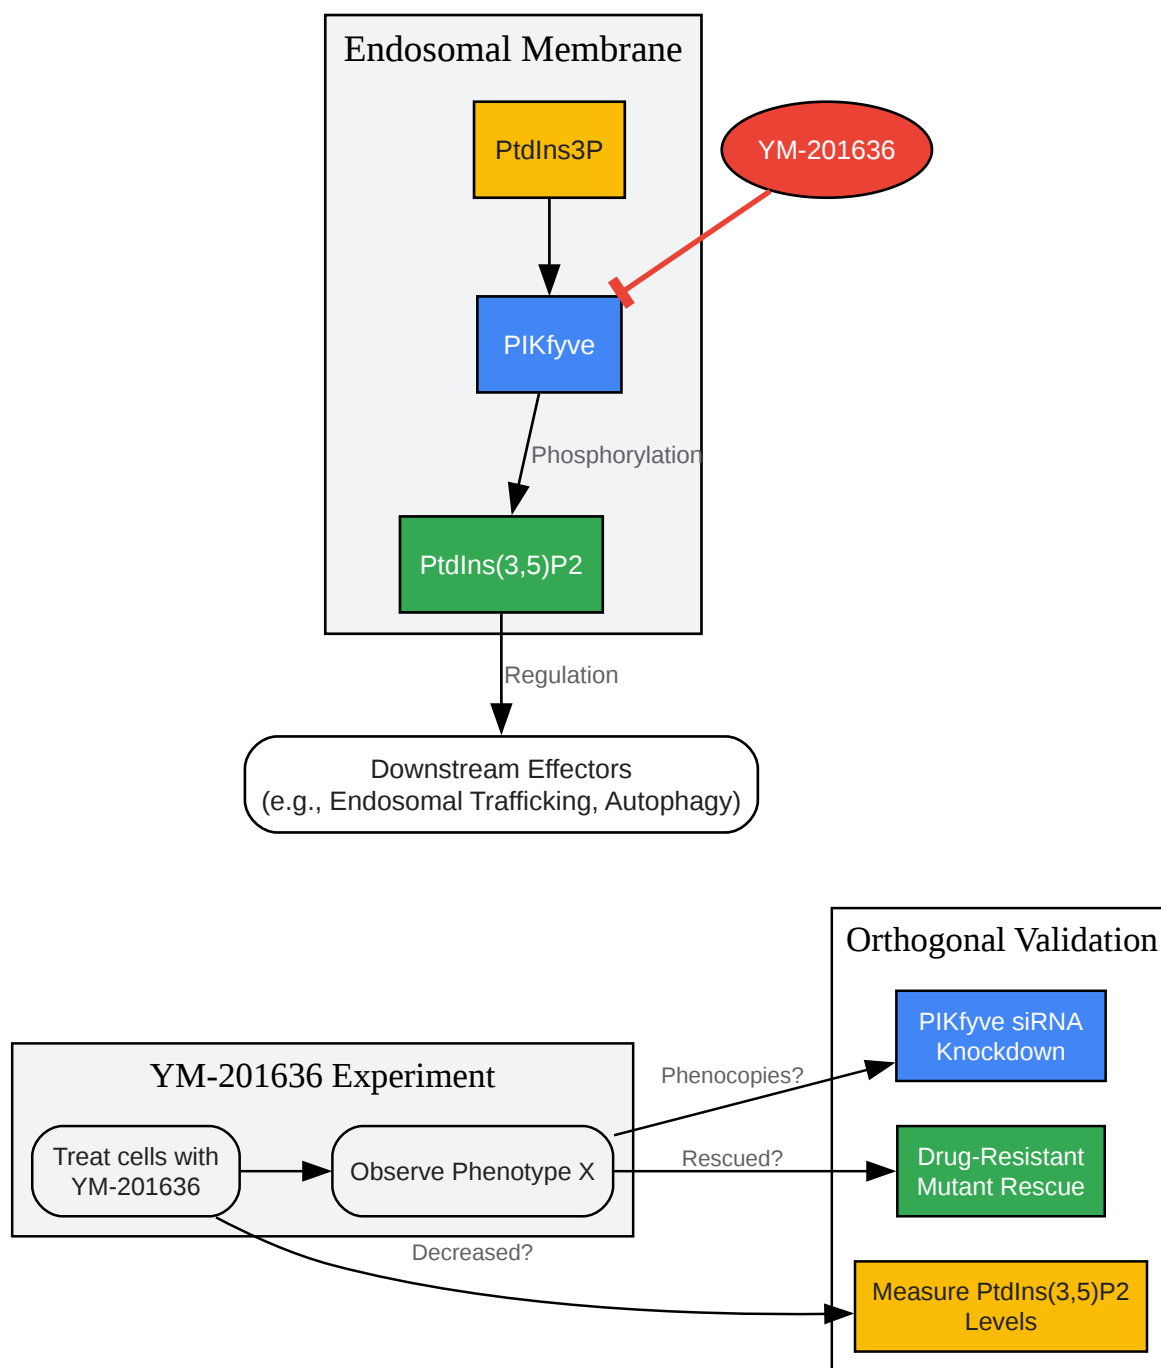 Endosomal Membrane
PtdIns3P
YM-201636
PIKfyve
Phosphorylation
PtdIns(3,5)P2
Regulation
Downstream Effectors
(e.g., Endosomal Trafficking, Autophagy)
Orthogonal Validation
PIKfyve siRNA
Knockdown
YM-201636 Experiment
Phenocopies?
Treat cells with
YM-201636
Observe Phenotype X
Rescued?
Drug-Resistant
Mutant Rescue
Decreased?
Measure PtdIns(3,5)P2
Levels